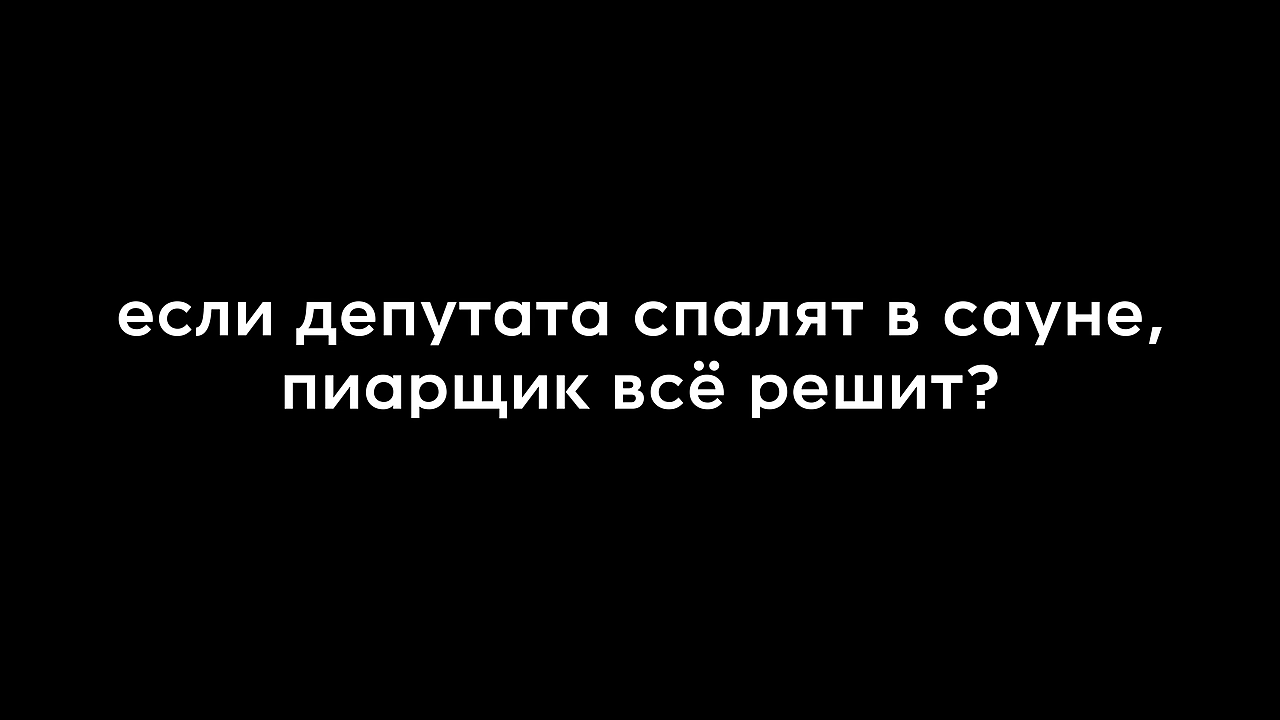 если депутата спалят в сауне,
пиарщик всё решит?